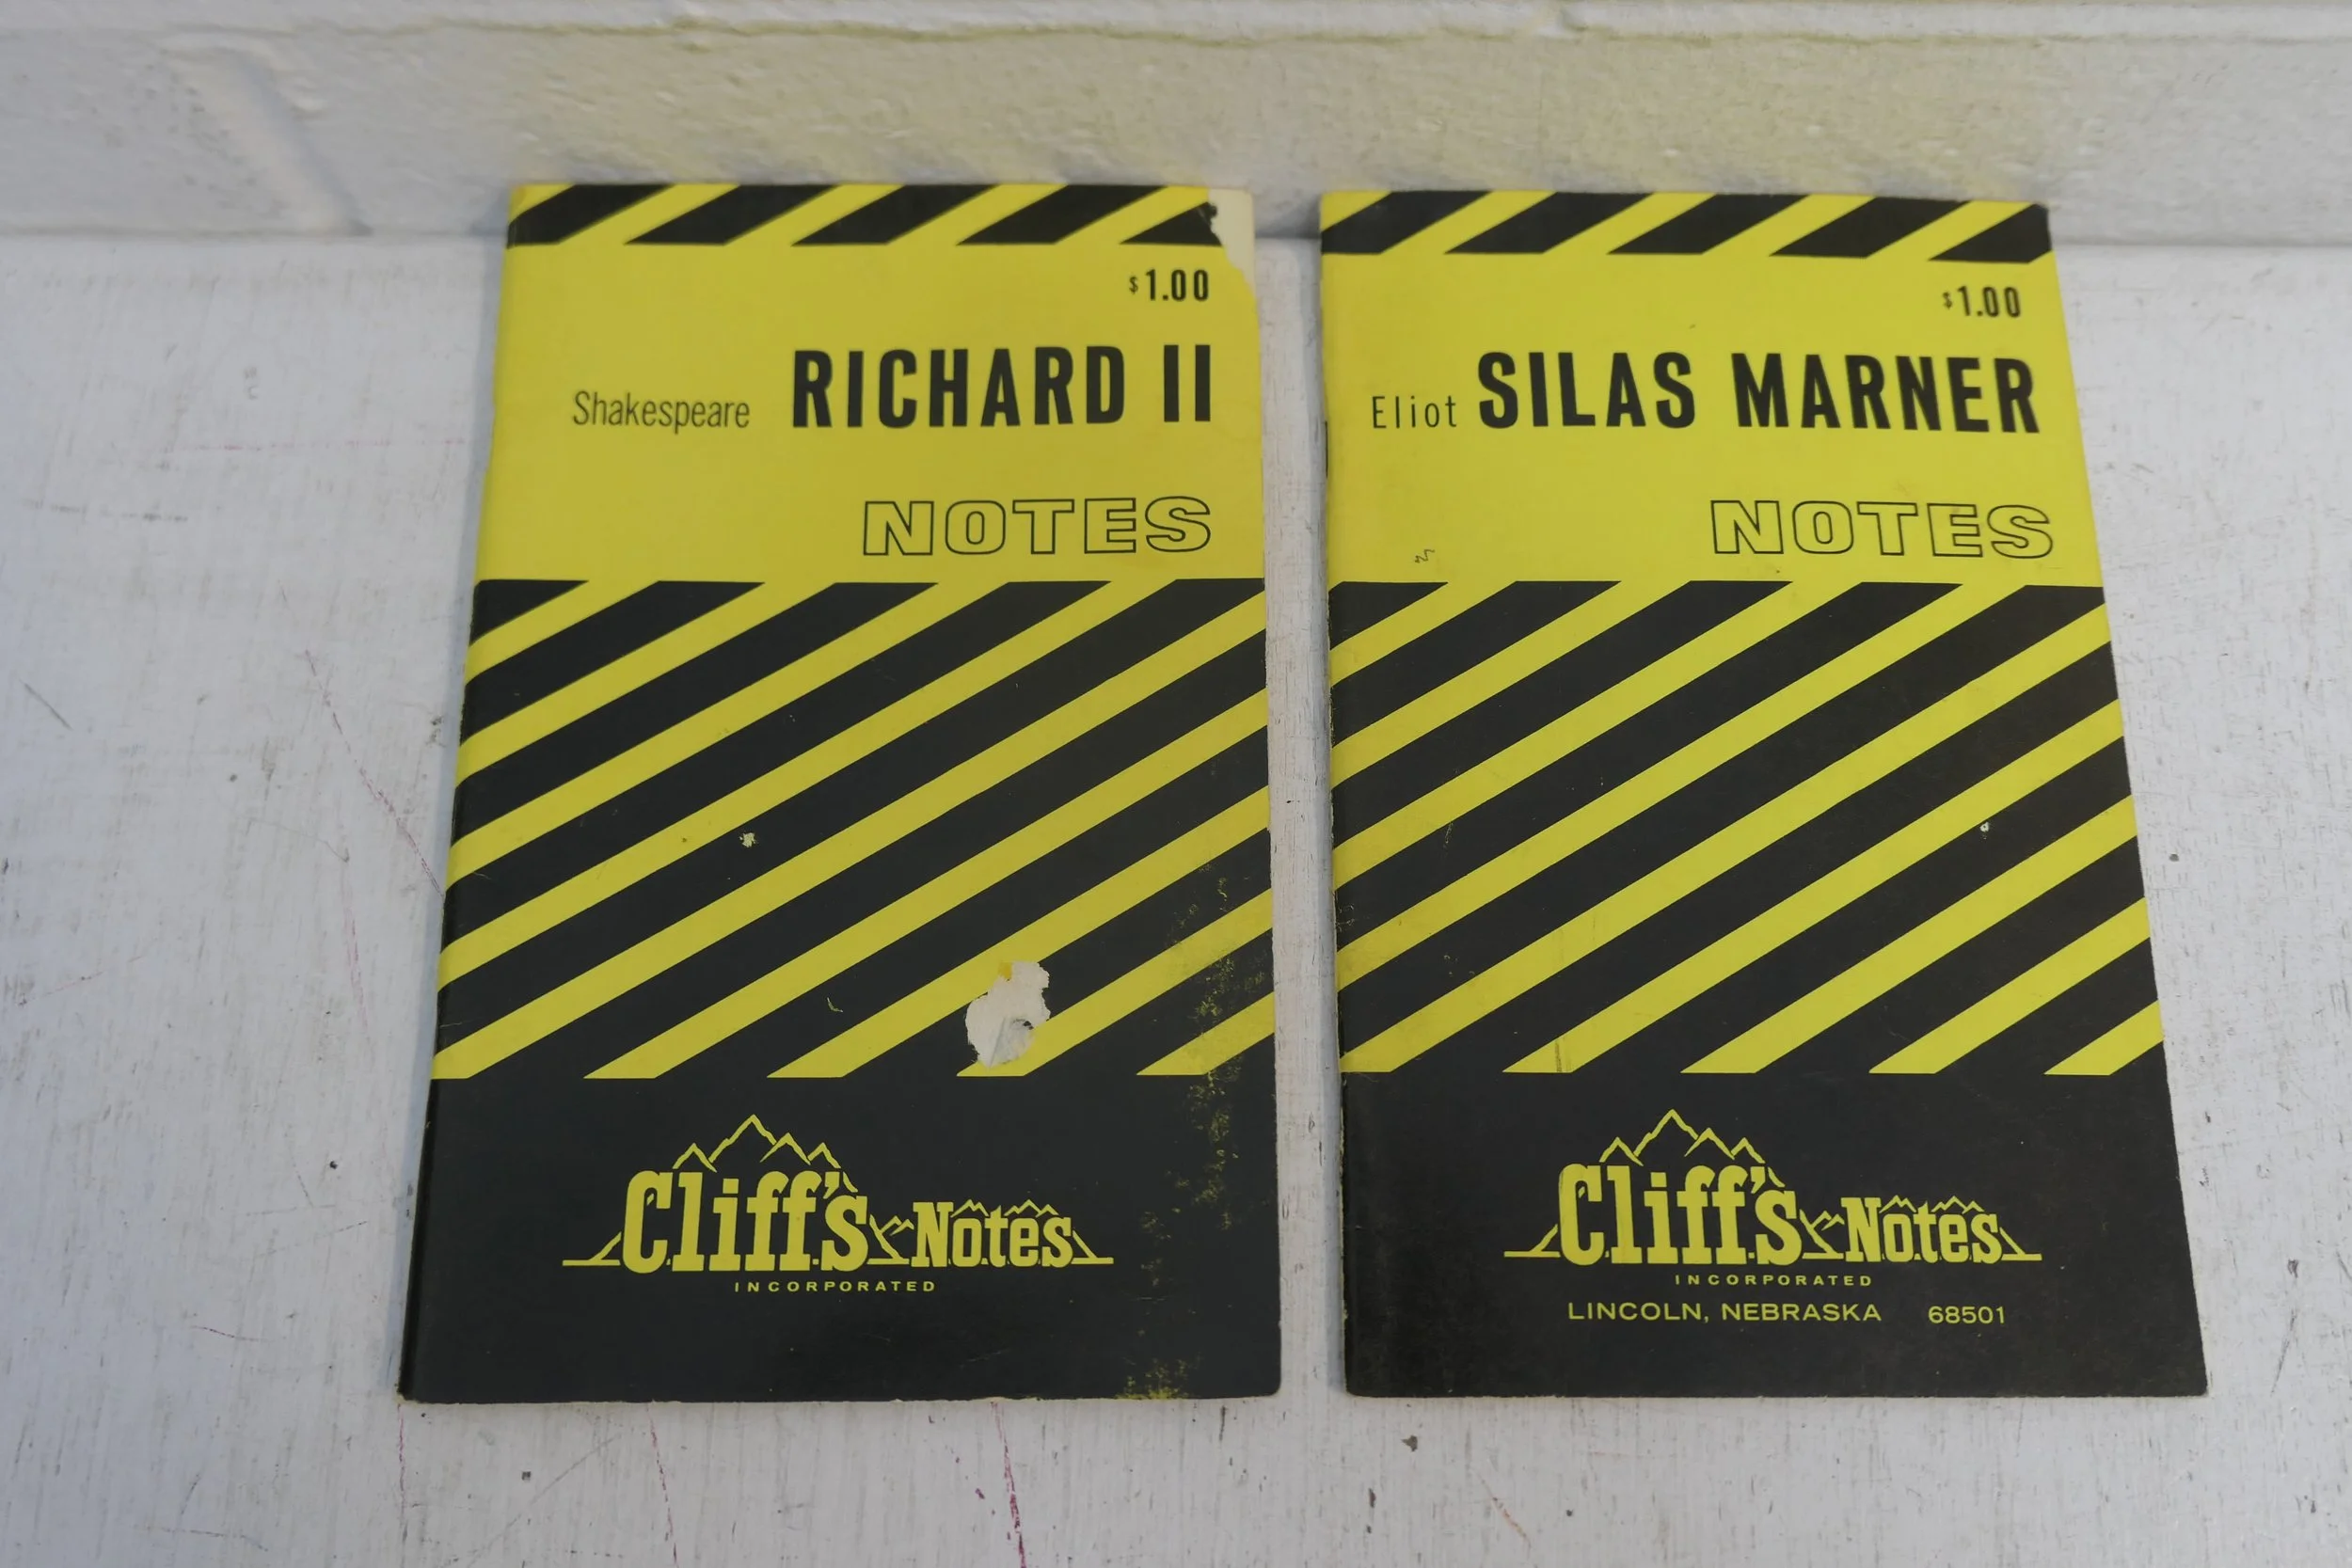 $1.00
Shakespeare RICHARD II
NOTES
Cliff's Notes
INCORPORATED
$1.00
Eliot SILAS MARNER
NOTES
Cliff's Notes
INCORPORATED
LINCOLN, NEBRASKA 68501